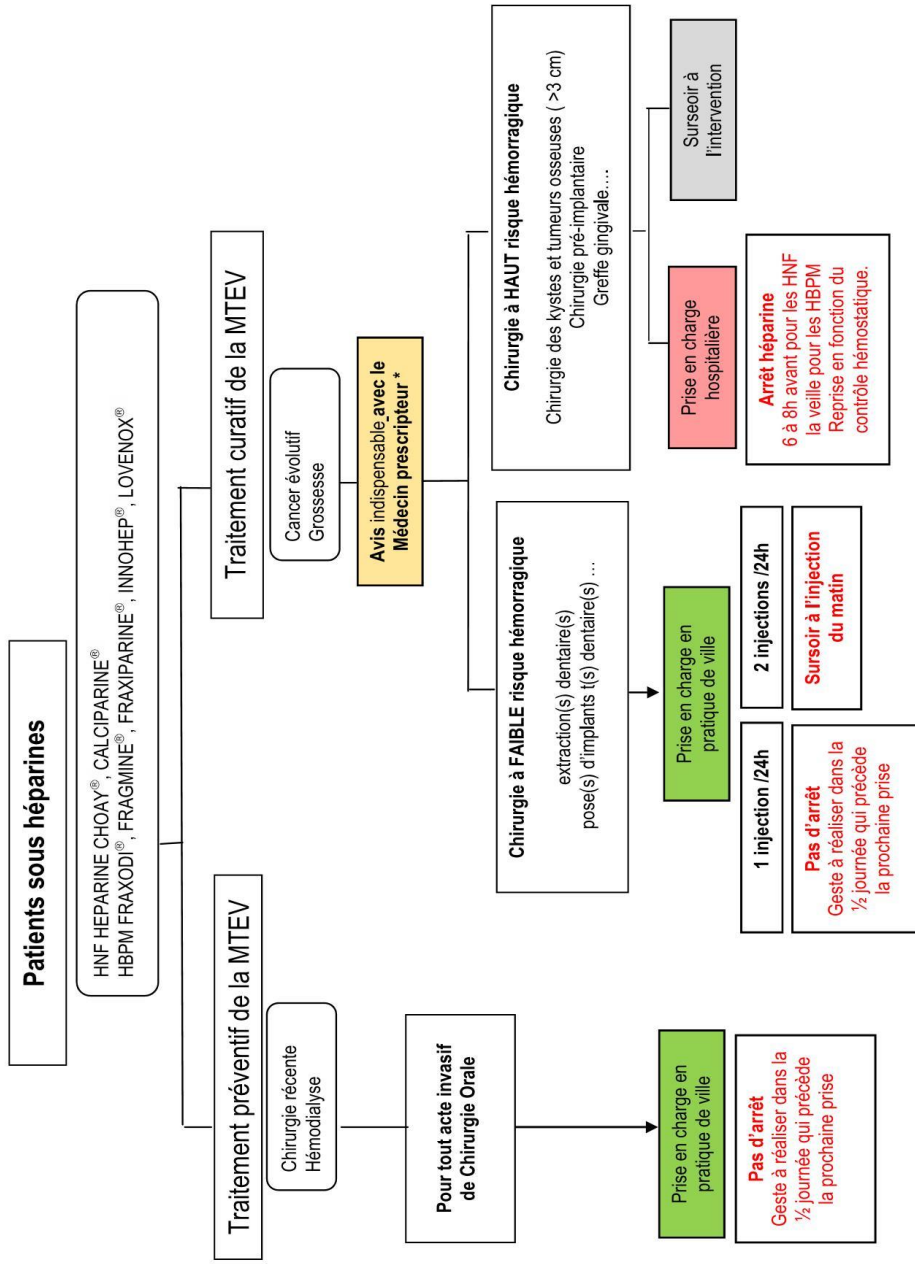 Patients sous héparines
HNF HEPARINE CHOAY®, CALCIPARINE®
HBPM FRAXODI®, FRAGMINE®, FRAXIPARINE®, INNOHEP®, LOVENOX®
Traitement préventif de la MTEV
Chirurgie récente
Hémodialyse
Pour tout acte invasif
de Chirurgie Orale
Prise en charge en
pratique de ville
Pas d'arrêt
Geste à réaliser dans la
½ journée qui précède
la prochaine prise
Traitement curatif de la MTEV
Cancer évolutif
Grossesse
Avis indispensable avec le
Médecin prescripteur *
Chirurgie à FAIBLE risque hémorragique
extraction(s) dentaire(s)
pose(s) d'implants t(s) dentaire(s) ...
Prise en charge en
pratique de ville
1 injection /24h
Pas d'arrêt
Geste à réaliser dans la
½ journée qui précède
la prochaine prise
2 injections /24h
Sursoir à l'injection
du matin
Chirurgie à HAUT risque hémorragique
Chirurgie des kystes et tumeurs osseuses ( >3 cm)
Chirurgie pré-implantaire
Greffe gingivale....
Prise en charge
hospitalière
Arrêt héparine
6 à 8h avant pour les HNF
la veille pour les HBPM
Reprise en fonction du
contrôle hémostatique.
Surseoir à
l'intervention